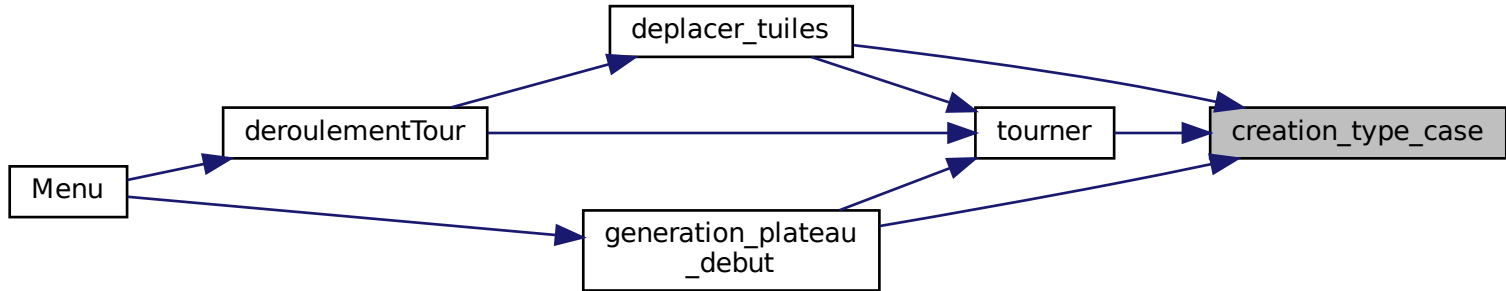 deplacer_tuiles
deroulementTour
tourner
creation_type_case
Menu
generation_plateau
_debut